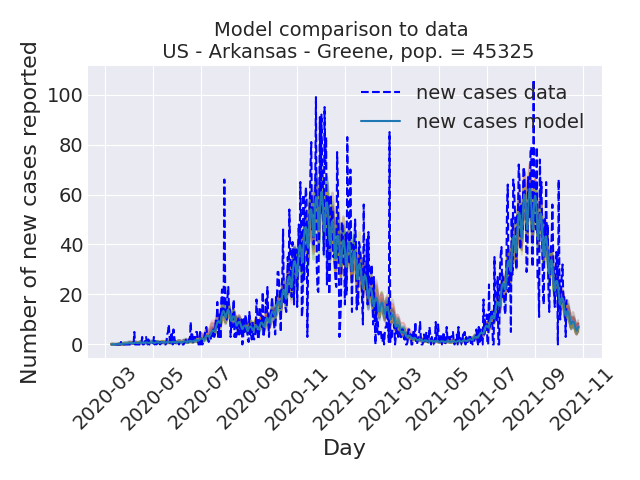 Model comparison to data
US - Arkansas - Greene, pop. = 45325
new cases data
new cases model
Number of new cases reported
100
80
60
40
20
0
2020-03
2020-05
2020-07
2020-09
2020-11
2021-01
2021-03
2021-05
2021-07
2021-09
2021-11
Day